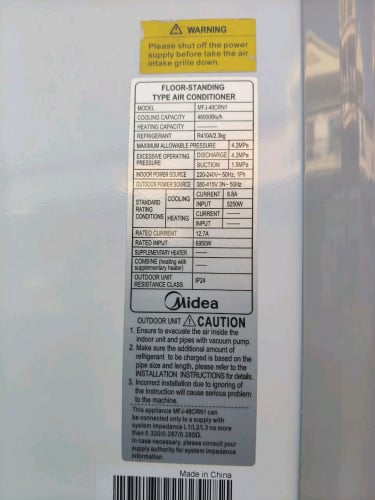 WARNING
Please shut off the power
supply before take the air
intake grille down.
FLOOR-STANDING
TYPE AIR CONDITIONER
MODEL MFJ-48CRN1
COOLING CAPACITY 48000Btu/h
HEATING CAPACITY ———
REFRIGERANT R410A/2.3kg
MAXIMUM ALLOWABLE PRESSURE 4.2MPa
EXCESSIVE OPERATING PRESSURE DISCHARGE 4.2MPa
SUCTION 1.5MPa
INDOOR POWER SOURCE 220-240V~ 50Hz, 1Ph
OUTDOOR POWER SOURCE 380-415V 3N~ 50Hz
STANDARD RATING CONDITIONS COOLING CURRENT 8.8A
INPUT 5250W
HEATING CURRENT ———
INPUT ———
RATED CURRENT 12.7A
RATED INPUT 6950W
SUPPLEMENTARY HEATER ———
COMBINE (heating with
supplementary heater) ———
OUTDOOR UNIT
RESISTANCE CLASS IP24
Midea
OUTDOOR UNIT CAUTION
1. Ensure to evacuate the air inside the
indoor unit and pipes with vacuum pump.
2. Make sure the additional amount of
refrigerant to be charged is based on the
pipe size and length, please refer to the
INSTALLATION INSTRUCTIONS for details.
3. Incorrect installation due to ignoring of
the instruction will cause serious problem
to the machine.
This appliance MFJ-48CRN1 can be
connected only to a supply with
system impedance L1/L2/L3 no more
than 0.320/0.297/0.285Ω.
In case necessary, please consult your
supply authority for system impedance
information.
Made in China